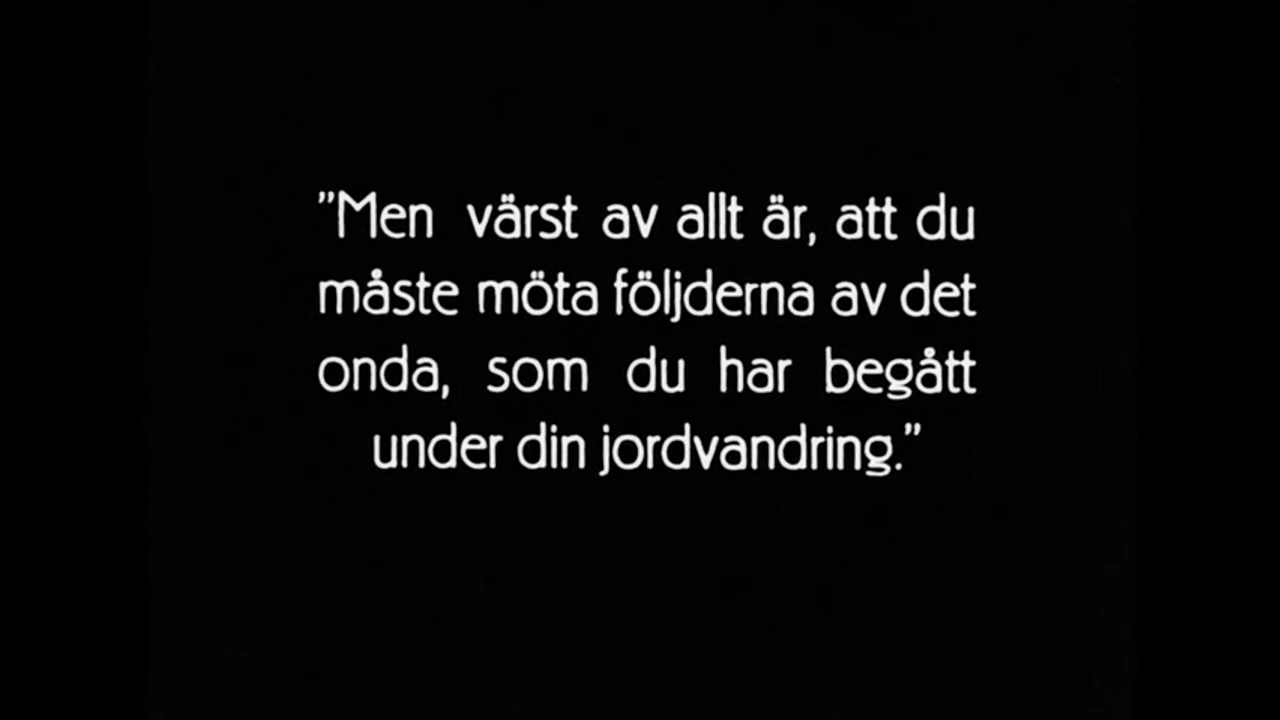 ”Men värst av allt är, att du
måste möta följderna av det
onda, som du har begått
under din jordvandring.”